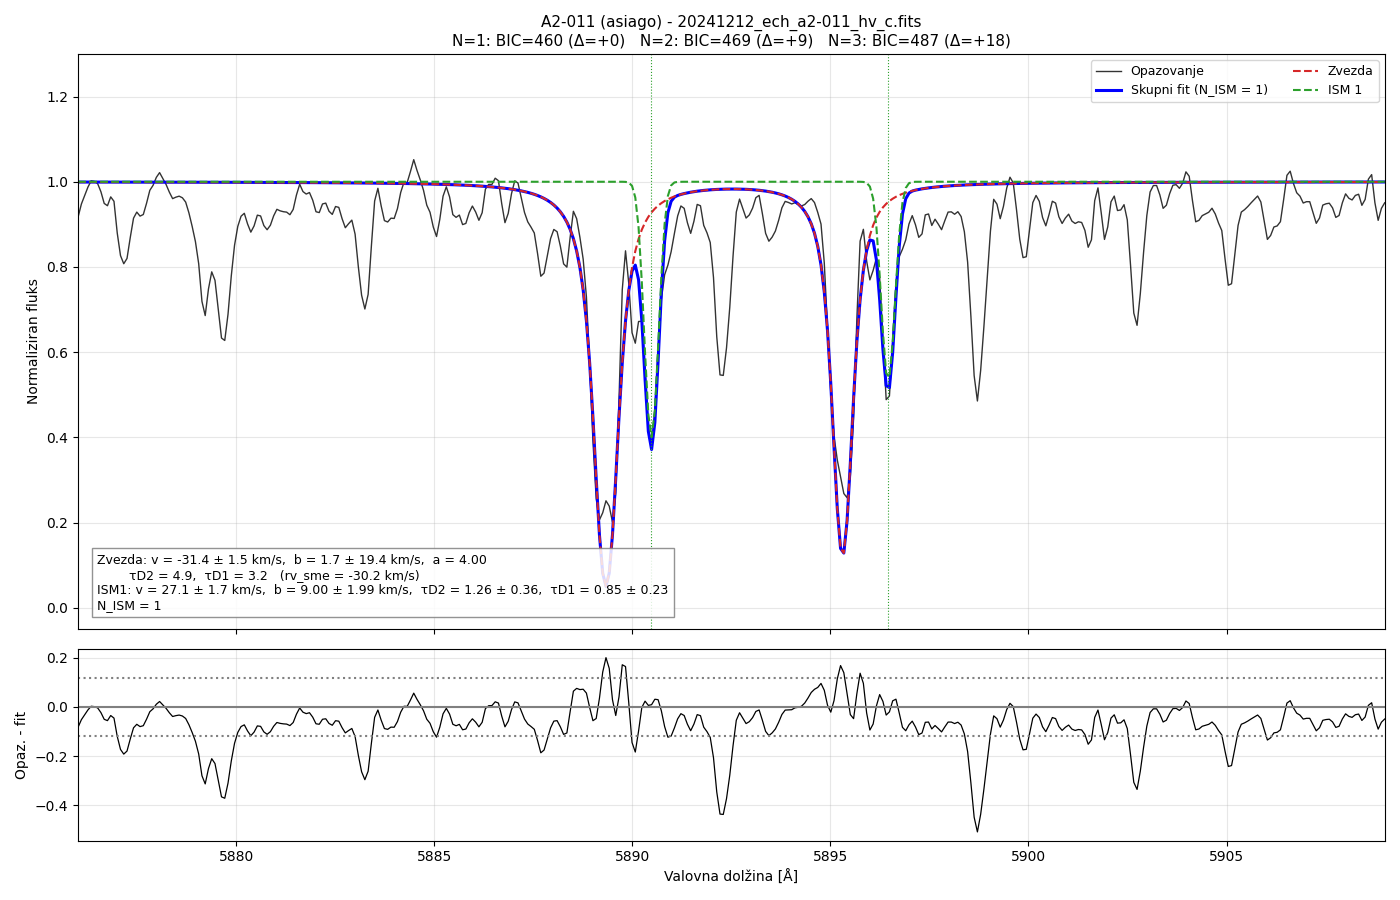 A2-011 (asiago) - 20241212_ech_a2-011_hv_c.fits
N=1: BIC=460 (Δ=+0)   N=2: BIC=469 (Δ=+9)   N=3: BIC=487 (Δ=+18)
Opazovanje
Skupni fit (N_ISM = 1)
Zvezda
ISM 1
Normaliziran fluks
1.2
1.0
0.8
0.6
0.4
0.2
0.0
Zvezda: v = -31.4 ± 1.5 km/s,  b = 1.7 ± 19.4 km/s,  a = 4.00
τD2 = 4.9,  τD1 = 3.2   (rv_sme = -30.2 km/s)
ISM1: v = 27.1 ± 1.7 km/s,  b = 9.00 ± 1.99 km/s,  τD2 = 1.26 ± 0.36,  τD1 = 0.85 ± 0.23
N_ISM = 1
Opaz. - fit
0.2
0.0
−0.2
−0.4
5880
5885
5890
5895
5900
5905
Valovna dolžina [Å]